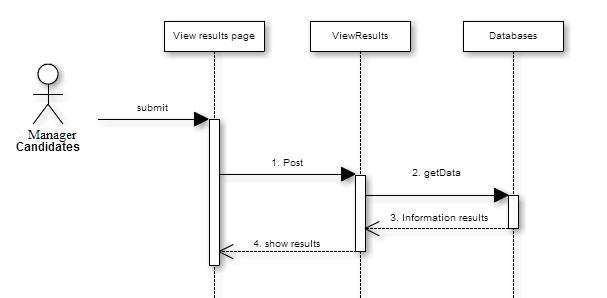 View results page
ViewResults
Databases
submit
Manager
Candidates
1. Post
2. getData
3. Information results
4. show results